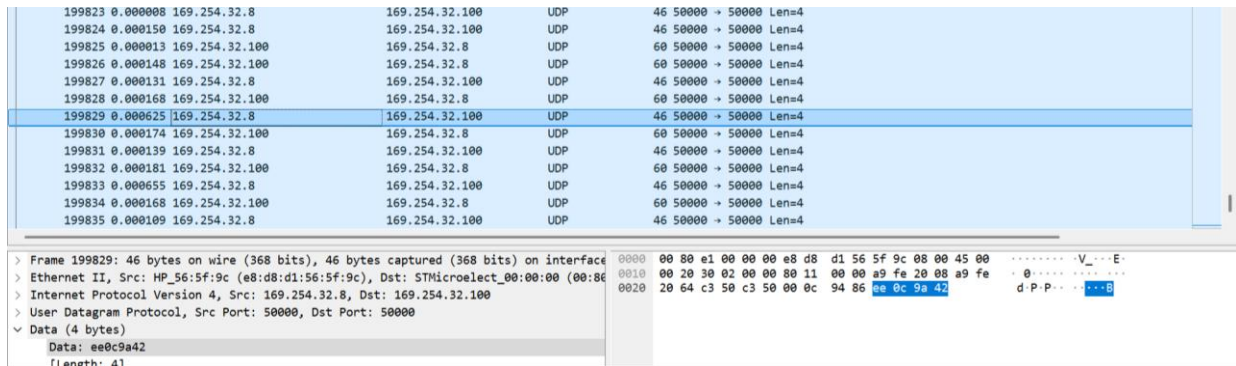 199823 0.000008 169.254.32.8 169.254.32.100 UDP 46 50000 → 50000 Len=4
199824 0.000150 169.254.32.8 169.254.32.100 UDP 46 50000 → 50000 Len=4
199825 0.000013 169.254.32.100 169.254.32.8 UDP 60 50000 → 50000 Len=4
199826 0.000148 169.254.32.100 169.254.32.8 UDP 60 50000 → 50000 Len=4
199827 0.000131 169.254.32.8 169.254.32.100 UDP 46 50000 → 50000 Len=4
199828 0.000168 169.254.32.100 169.254.32.8 UDP 60 50000 → 50000 Len=4
199829 0.000625 169.254.32.8 169.254.32.100 UDP 46 50000 → 50000 Len=4
199830 0.000174 169.254.32.100 169.254.32.8 UDP 60 50000 → 50000 Len=4
199831 0.000139 169.254.32.8 169.254.32.100 UDP 46 50000 → 50000 Len=4
199832 0.000181 169.254.32.100 169.254.32.8 UDP 60 50000 → 50000 Len=4
199833 0.000655 169.254.32.8 169.254.32.100 UDP 46 50000 → 50000 Len=4
199834 0.000168 169.254.32.100 169.254.32.8 UDP 60 50000 → 50000 Len=4
199835 0.000109 169.254.32.8 169.254.32.100 UDP 46 50000 → 50000 Len=4
> Frame 199829: 46 bytes on wire (368 bits), 46 bytes captured (368 bits) on interface
> Ethernet II, Src: HP_56:5f:9c (e8:d8:d1:56:5f:9c), Dst: STMicroelect_00:00:00 (00:80
> Internet Protocol Version 4, Src: 169.254.32.8, Dst: 169.254.32.100
> User Datagram Protocol, Src Port: 50000, Dst Port: 50000
Data (4 bytes)
Data: ee0c9a42
[Length: 4]
0000 00 80 e1 00 00 00 e8 d8 d1 56 5f 9c 08 00 45 00 ········ ·V_···E·
0010 00 20 30 02 00 00 80 11 00 00 a9 fe 20 08 a9 fe · 0····· ···· ···
0020 20 64 c3 50 c3 50 00 0c 94 86 ee 0c 9a 42 d·P·P·· ·····B